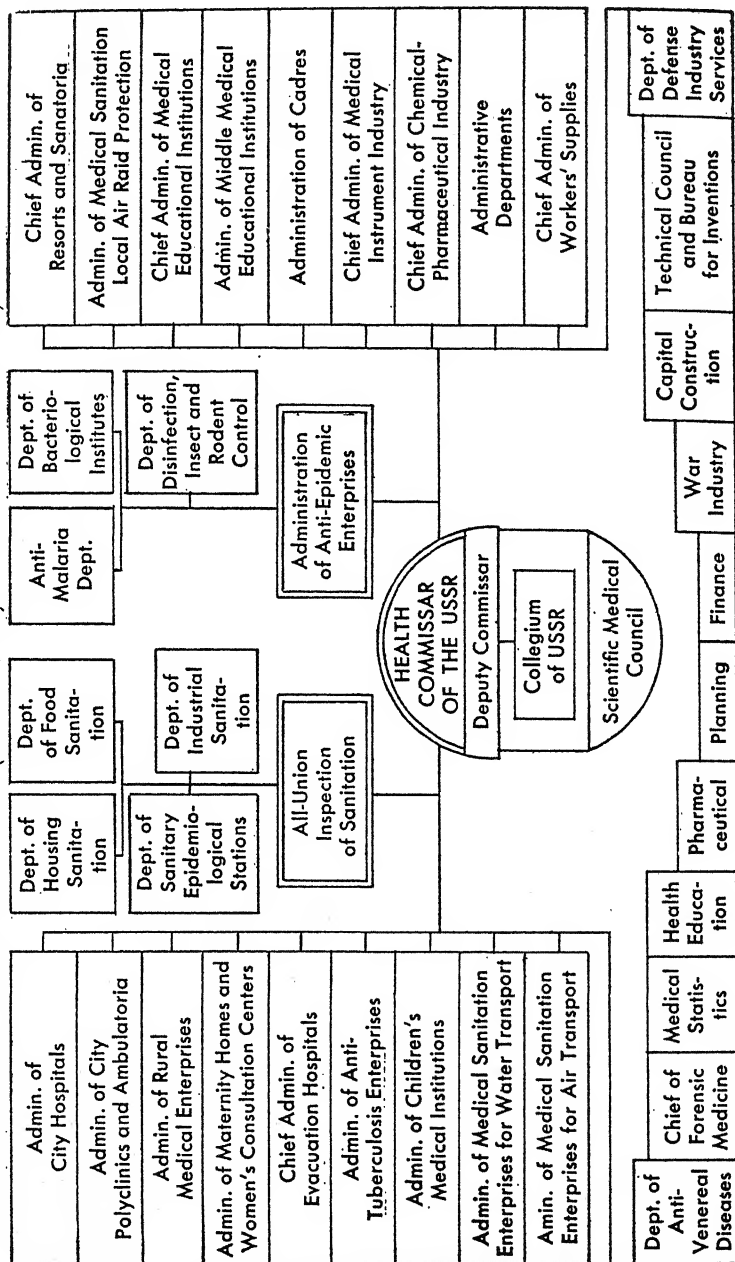 Admin. of
City Hospitals
Admin. of City
Polyclinics and Ambulatoria
Admin. of Rural
Medical Enterprises
Admin. of Maternity Homes and
Women's Consultation Centers
Chief Admin. of
Evacuation Hospitals
Admin. of Anti-
Tuberculosis Enterprises
Admin. of Children's
Medical Institutions
Admin. of Medical Sanitation
Enterprises for Water Transport
Amin. of Medical Sanitation
Enterprises for Air Transport
Dept. of
Housing
Sanita-
tion
Dept. of
of Food
Sanita-
tion
Dept. of
Sanitary
Epidemio-
logical
Stations
Dept. of
Industrial
Sanita-
tion
All-Union
Inspection
of Sanitation
Anti-
Malaria
Dept.
Dept. of
Bacterio-
logical
Institutes
Dept. of
Disinfection,
Insect and
Rodent
Control
Administration
of Anti-Epidemic
Enterprises
HEALTH
COMMISSAR
OF THE USSR
Deputy Commissar
Collegium
of USSR
Scientific Medical
Council
Chief Admin. of
Resorts and Sanatoria
Admin. of Medical Sanitation
Local Air Raid Protection
Chief Admin. of Medical
Educational Institutions
Admin. of Middle Medical
Educational Institutions
Administration of Cadres
Chief Admin. of Medical
Instrument Industry
Chief Admin. of Chemical-
Pharmaceutical Industry
Administrative
Departments
Chief Admin. of
Workers' Supplies
Dept. of
Anti-
Venereal
Diseases
Chief of
Forensic
Medicine
Medical
Statis-
tics
Health
Educa-
tion
Pharma-
ceutical
Planning
Finance
War
Industry
Capital
Construc-
tion
Technical Council
and Bureau
for Inventions
Dept. of
Defense
Industry
Services